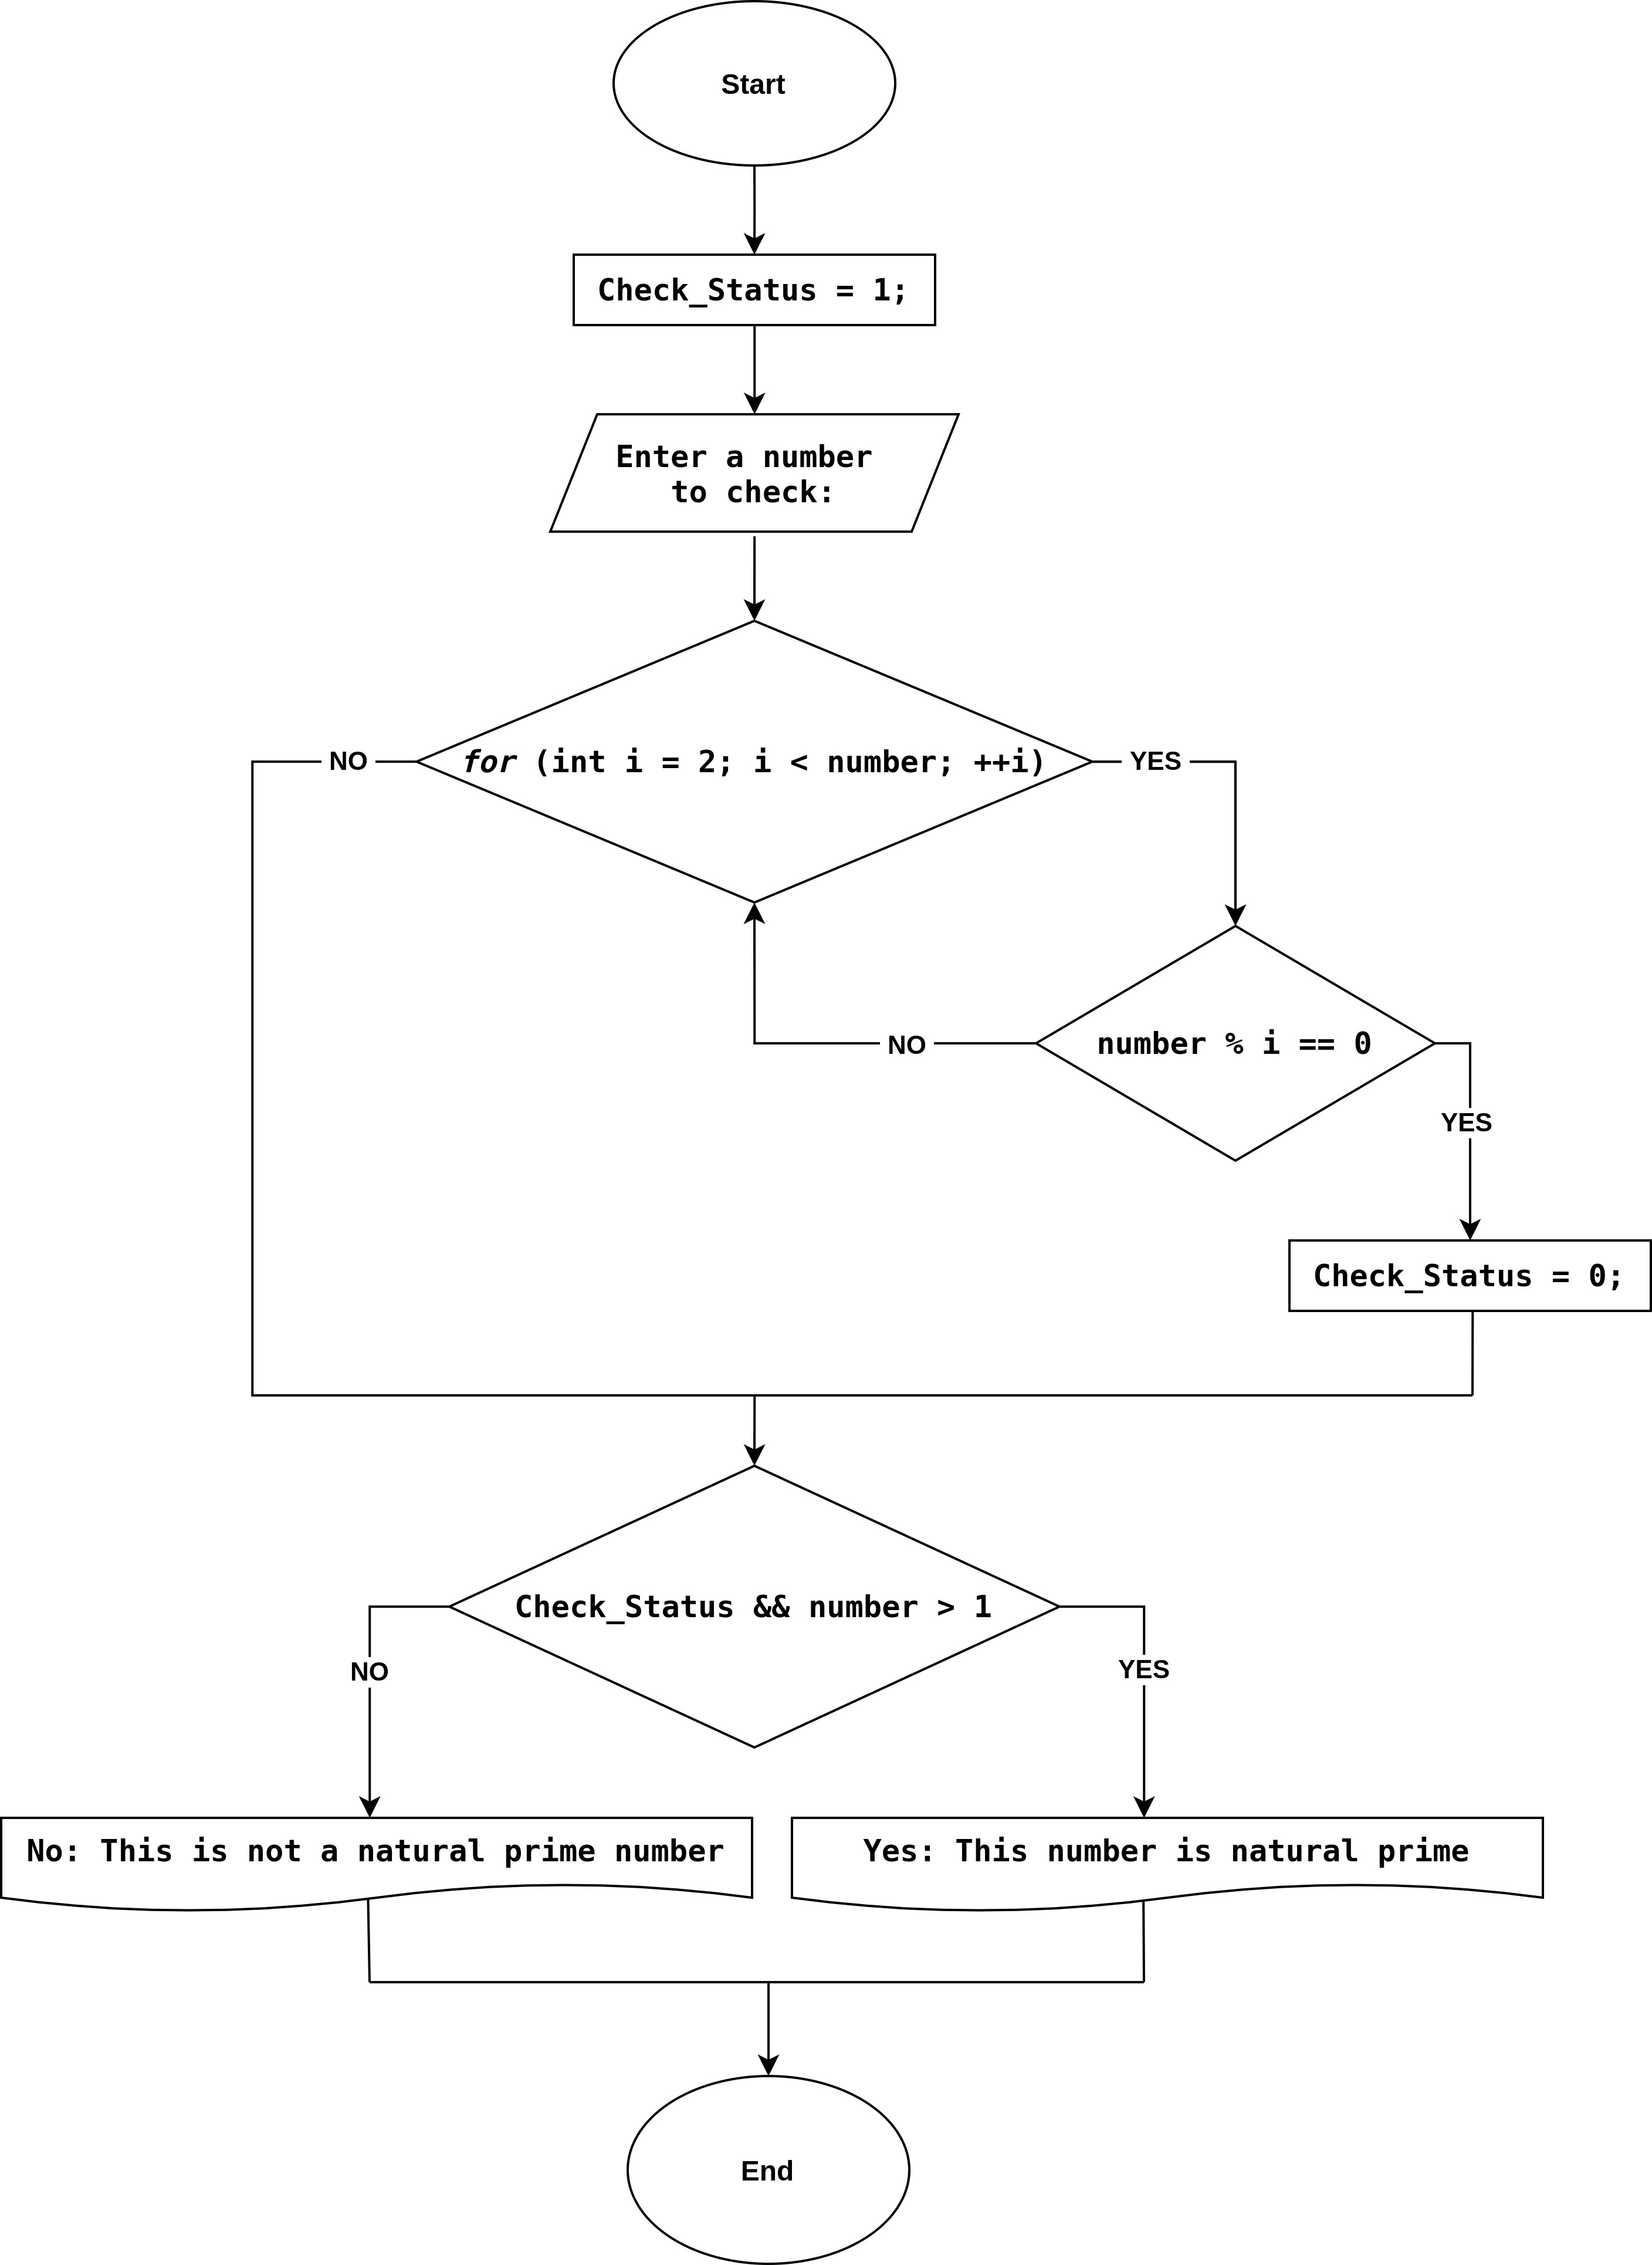 Start
Check_Status = 1;
Enter a number
to check:
for (int i = 2; i < number; ++i)
NO
YES
number % i == 0
NO
YES
Check_Status = 0;
Check_Status && number > 1
NO
YES
No: This is not a natural prime number
Yes: This number is natural prime
End